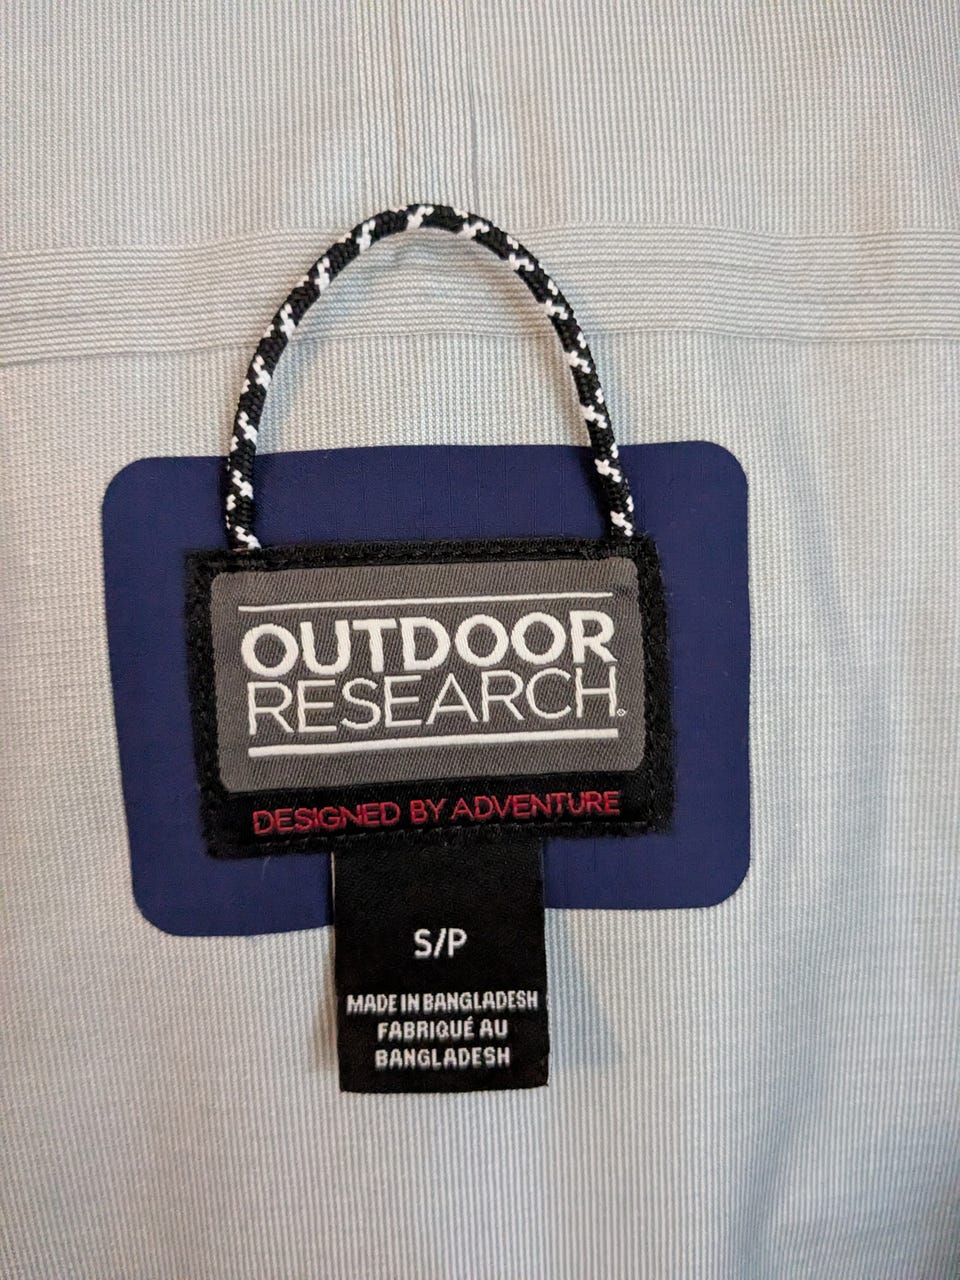 OUTDOOR
RESEARCH®
DESIGNED BY ADVENTURE
S/P
MADE IN BANGLADESH
FABRIQUÉ AU
BANGLADESH